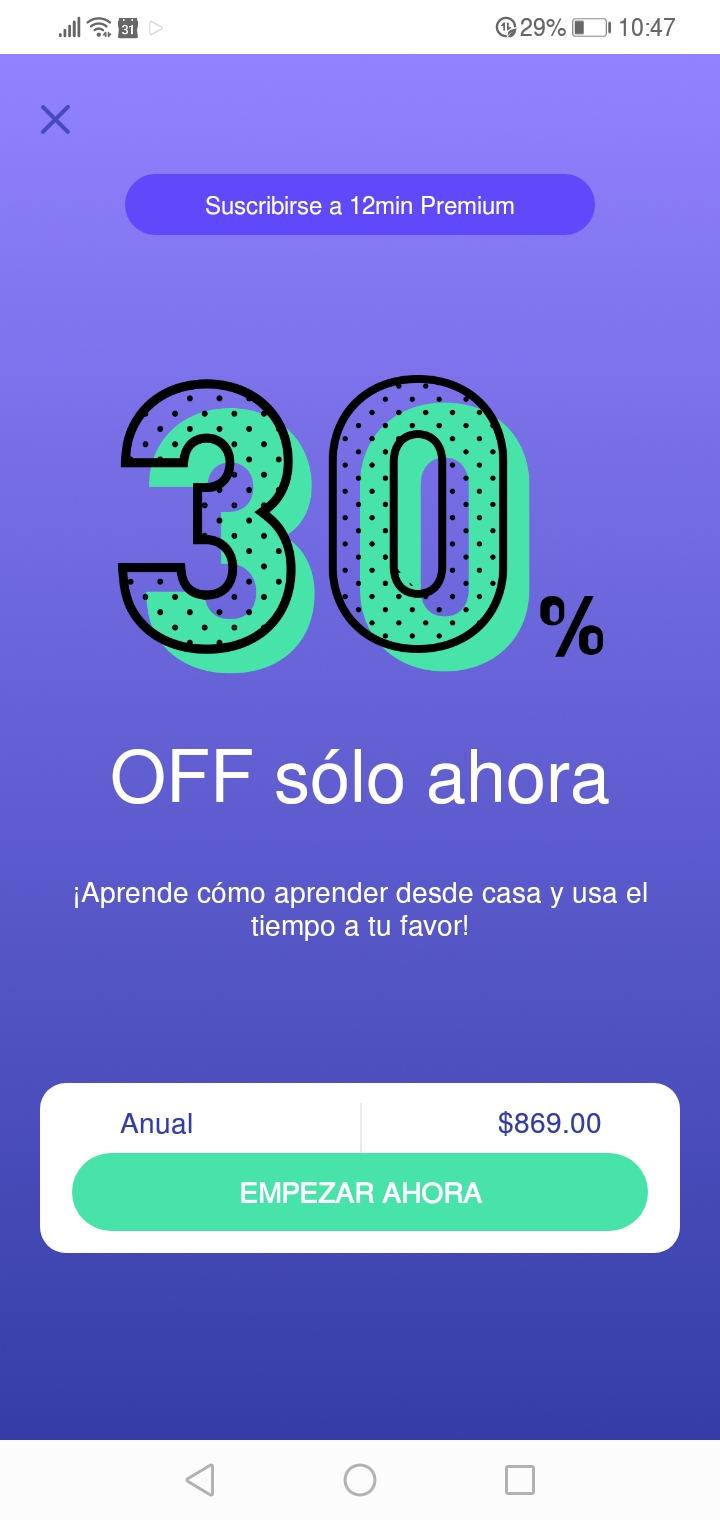 31
29%
10:47
Suscribirse a 12min Premium
30%
OFF sólo ahora
¡Aprende cómo aprender desde casa y usa el
tiempo a tu favor!
Anual
$869.00
EMPEZAR AHORA